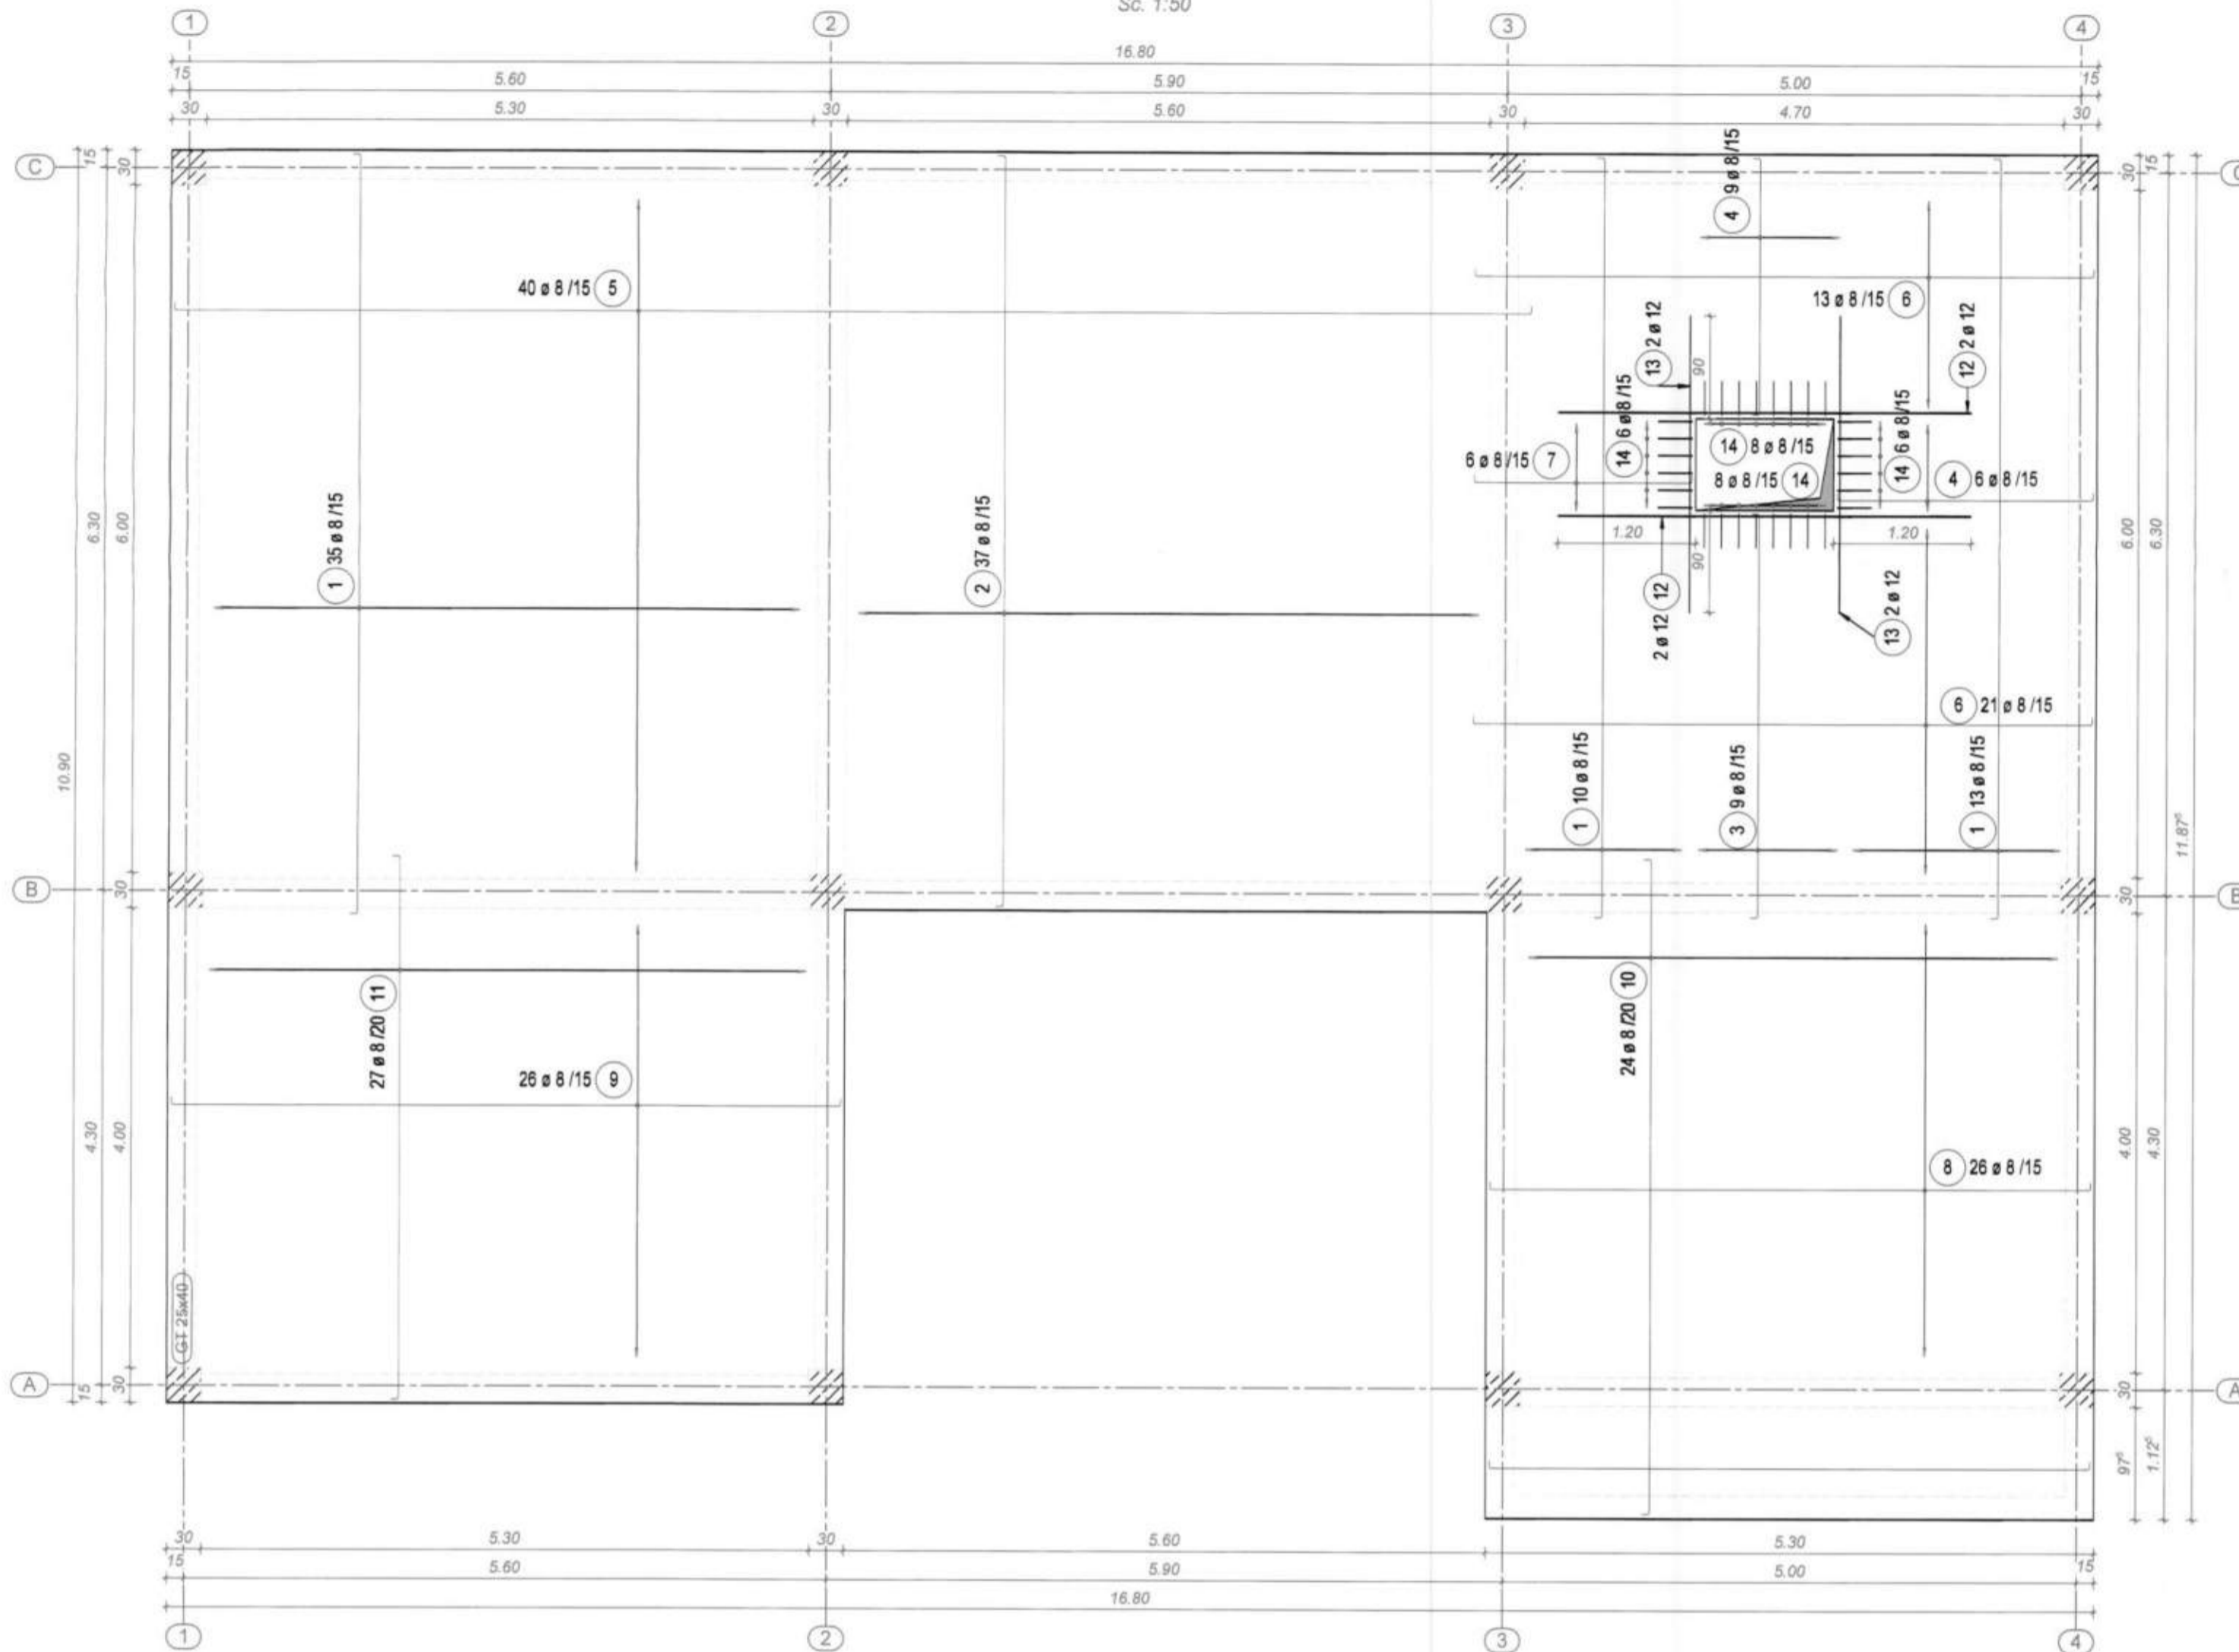 Sc. 1:50
1
2
3
4
16.80
15
5.60
5.90
5.00
15
30
5.30
30
5.60
30
4.70
30
C
15
30
30
15
4 9 ø 8 /15
40 ø 8 /15 5
13 ø 8 /15 6
13 2 ø 12
90
12 2 ø 12
14 6 ø 8 /15
14 8 ø 8 /15
8 ø 8 /15 14
14 6 ø 8 /15
6 ø 8 /15 7
4 6 ø 8 /15
1.20
1.20
90
2 ø 12 12
13 2 ø 12
6.30
6.00
1 35 ø 8 /15
2 37 ø 8 /15
6.00
6.30
6 21 ø 8 /15
10.90
1 10 ø 8 /15
3 9 ø 8 /15
1 13 ø 8 /15
11.87⁵
B
30
30
B
27 ø 8 /20 11
24 ø 8 /20 10
26 ø 8 /15 9
4.30
4.00
4.00
4.30
8 26 ø 8 /15
GT 25x40
A
15
30
30
A
97⁵
1.12⁵
30
5.30
30
5.60
5.30
15
5.60
5.90
5.00
15
16.80
1
2
3
4